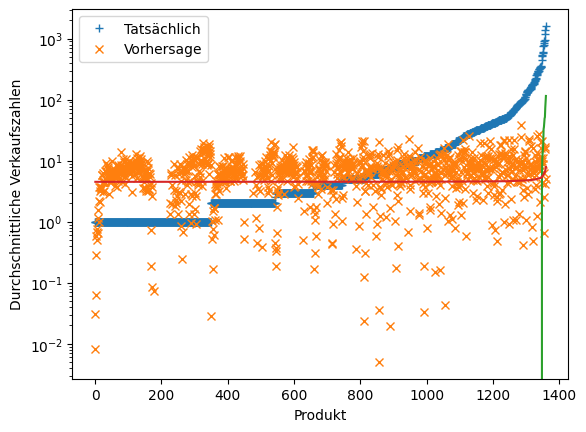 Tatsächlich
Vorhersage
Durchschnittliche Verkaufszahlen
10³
10²
10¹
10⁰
10⁻¹
10⁻²
0 200 400 600 800 1000 1200 1400
Produkt